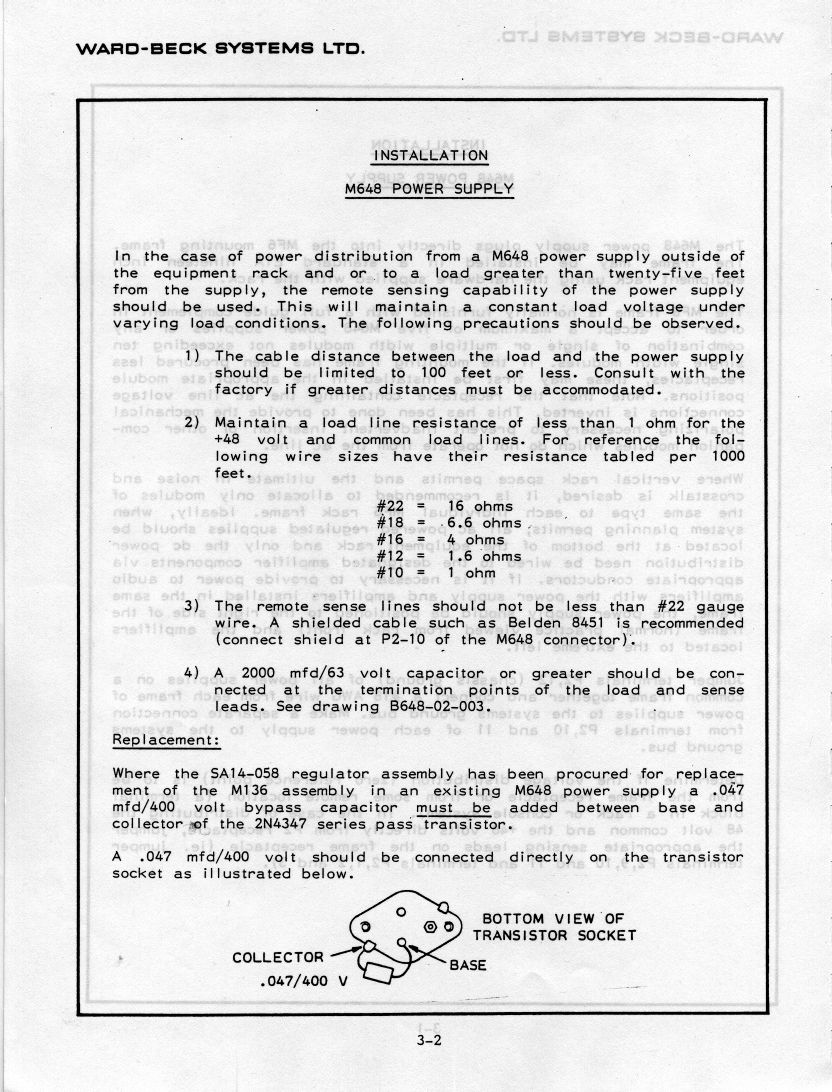 WARD-BECK SYSTEMS LTD.
INSTALLATION
M648 POWER SUPPLY
In the case of power distribution from a M648 power supply outside of
the equipment rack and or to a load greater than twenty-five feet
from the supply, the remote sensing capability of the power supply
should be used. This will maintain a constant load voltage under
varying load conditions. The following precautions should be observed.
1) The cable distance between the load and the power supply
should be limited to 100 feet or less. Consult with the
factory if greater distances must be accommodated.
2) Maintain a load line resistance of less than 1 ohm for the
+48 volt and common load lines. For reference the fol-
lowing wire sizes have their resistance tabled per 1000
feet.
#22 = 16 ohms
#18 = 6.6 ohms
#16 = 4 ohms
#12 = 1.6 ohms
#10 = 1 ohm
3) The remote sense lines should not be less than #22 gauge
wire. A shielded cable such as Belden 8451 is recommended
(connect shield at P2-10 of the M648 connector).
4) A 2000 mfd/63 volt capacitor or greater should be con-
nected at the termination points of the load and sense
leads. See drawing B648-02-003.
Replacement:
Where the SA14-058 regulator assembly has been procured for replace-
ment of the M136 assembly in an existing M648 power supply a .047
mfd/400 volt bypass capacitor must be added between base and
collector of the 2N4347 series pass transistor.
A .047 mfd/400 volt should be connected directly on the transistor
socket as illustrated below.
BOTTOM VIEW OF
TRANSISTOR SOCKET
COLLECTOR
BASE
.047/400 V
3-2